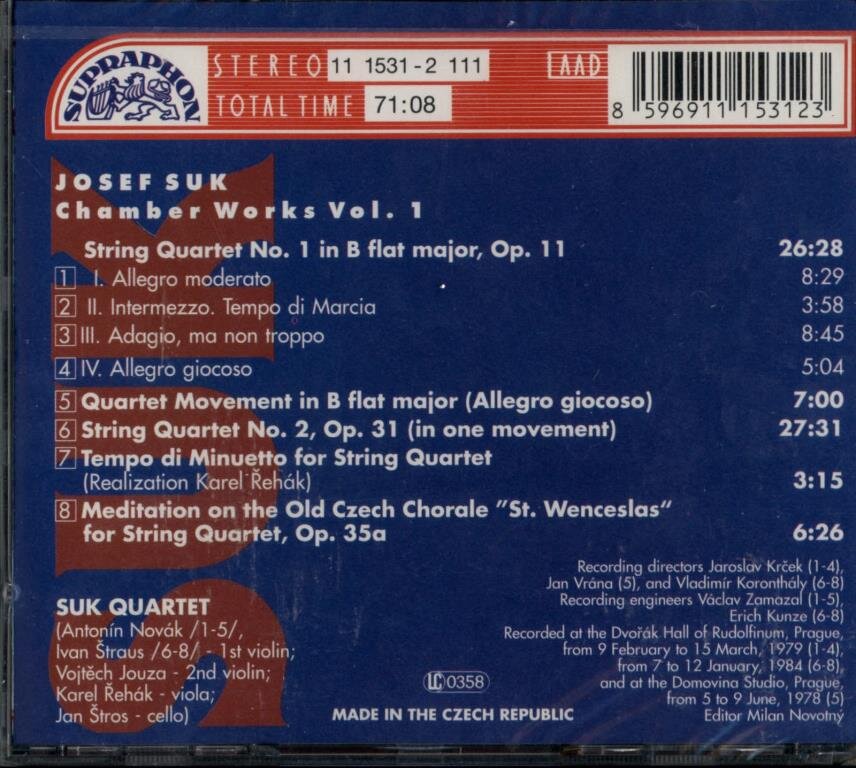 SUPRAPHON
STEREO 11 1531-2 111 AAD
TOTAL TIME 71:08
8 596911 153123
SUK
JOSEF SUK
Chamber Works Vol. 1
String Quartet No. 1 in B flat major, Op. 11 26:28
1 I. Allegro moderato 8:29
2 II. Intermezzo. Tempo di Marcia 3:58
3 III. Adagio, ma non troppo 8:45
4 IV. Allegro giocoso 5:04
5 Quartet Movement in B flat major (Allegro giocoso) 7:00
6 String Quartet No. 2, Op. 31 (in one movement) 27:31
7 Tempo di Minuetto for String Quartet
(Realization Karel Řehák) 3:15
8 Meditation on the Old Czech Chorale "St. Wenceslas"
for String Quartet, Op. 35a 6:26
SUK QUARTET
(Antonín Novák /1-5/,
Ivan Štraus /6-8/ - 1st violin;
Vojtěch Jouza - 2nd violin;
Karel Řehák - viola;
Jan Štros - cello)
Recording directors Jaroslav Krček (1-4),
Jan Vrána (5), and Vladimír Koronthály (6-8)
Recording engineers Václav Zamazal (1-5),
Erich Kunze (6-8)
Recorded at the Dvořák Hall of Rudolfinum, Prague,
from 9 February to 15 March, 1979 (1-4),
from 7 to 12 January, 1984 (6-8),
and at the Domovina Studio, Prague,
from 5 to 9 June, 1978 (5)
Editor Milan Novotný
LC 0358
MADE IN THE CZECH REPUBLIC